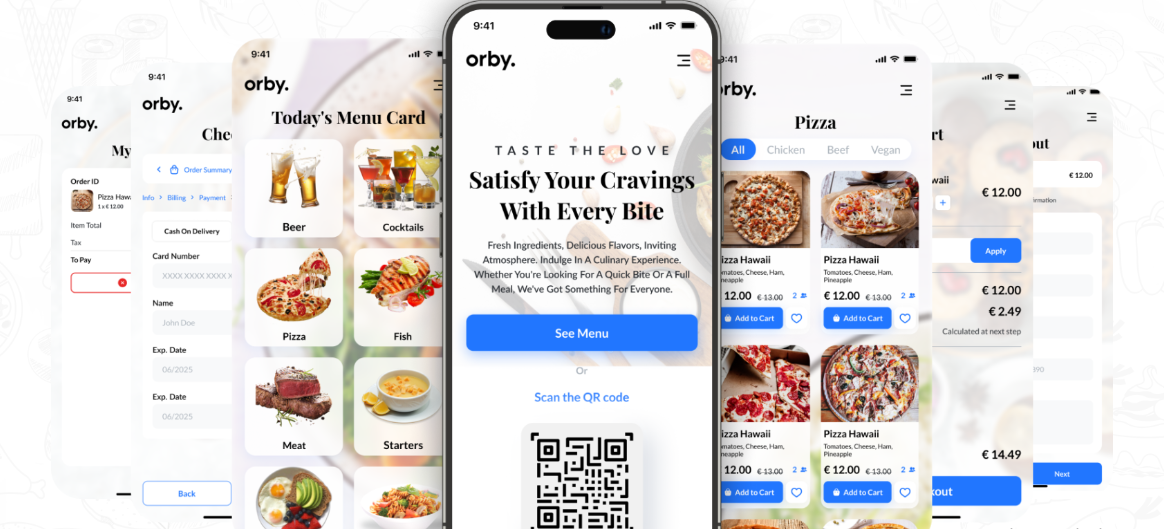 9:41
orby.
My
Order ID
Pizza Hawa
1 x € 12.00
Item Total
Tax
To Pay
9:41
orby.
Che
Order Summary
Info > Billing > Payment >
Cash On Delivery
Card Number
XXXX XXXX XXXX X
Name
John Doe
Exp. Date
06/2025
Exp. Date
06/2025
Back
9:41
orby.
Today's Menu Card
Beer
Cocktails
Pizza
Fish
Meat
Starters
9:41
orby.
TASTE THE LOVE
Satisfy Your Cravings
With Every Bite
Fresh Ingredients, Delicious Flavors, Inviting
Atmosphere. Indulge In A Culinary Experience.
Whether You're Looking For A Quick Bite Or A Full
Meal, We've Got Something For Everyone.
See Menu
Or
Scan the QR code
9:41
rby.
Pizza
All Chicken Beef Vegan
izza Hawaii
omatoes, Cheese, Ham,
ineapple
12.00 € 13.00 2
Add to Cart
Pizza Hawaii
Tomatoes, Cheese, Ham,
Pineapple
€ 12.00 € 13.00 2
Add to Cart
izza Hawaii
omatoes, Cheese, Ham,
neapple
12.00 € 13.00 2
Add to Cart
Pizza Hawaii
Tomatoes, Cheese, Ham,
Pineapple
€ 12.00 € 13.00 2
Add to Cart
rt
waii
€ 12.00
+
Apply
€ 12.00
€ 2.49
Calculated at next step
€ 14.49
kout
out
€ 12.00
rmation
890
Next